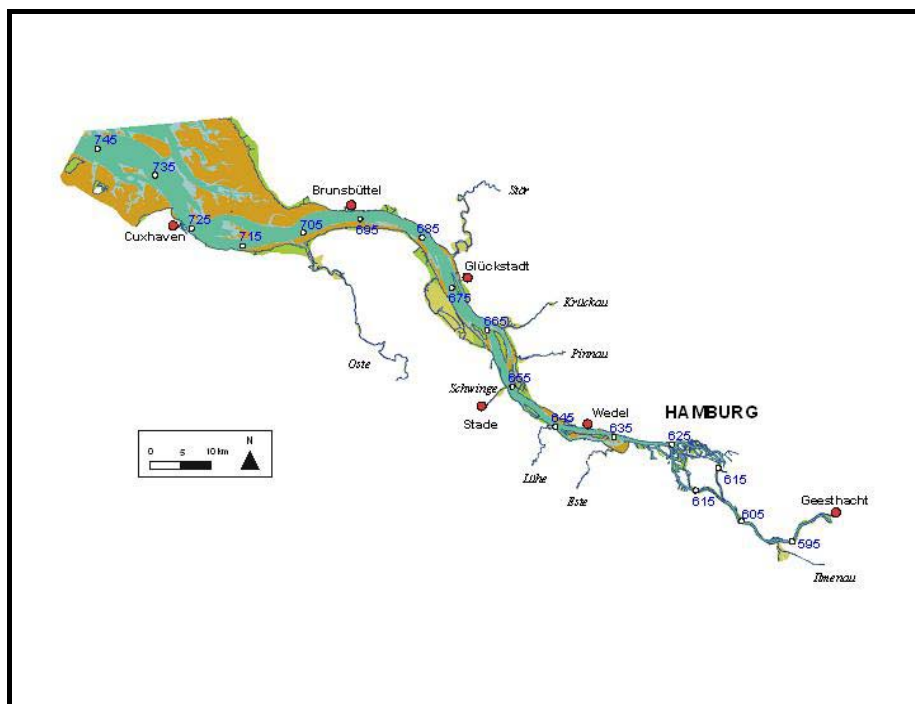 745
735
Brunsbüttel
Stör
725
Cuxhaven
715
705
695
685
Glückstadt
675
Krückau
665
Oste
Pinnau
Schwinge
655
Stade
645
Wedel
635
HAMBURG
625
N
0 5 10 km
Lühe
Este
615
615
Geesthacht
605
595
Ilmenau